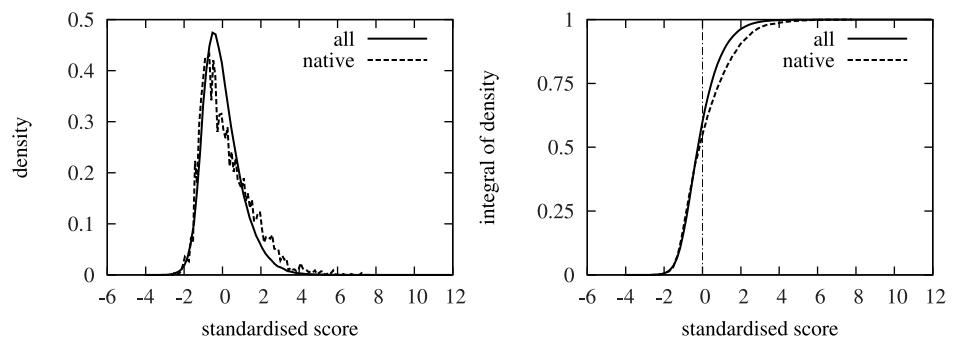 0.5
0.4
0.3
0.2
0.1
0
density
all
native
-6 -4 -2 0 2 4 6 8 10 12
standardised score
1
0.75
0.5
0.25
0
integral of density
all
native
-6 -4 -2 0 2 4 6 8 10 12
standardised score